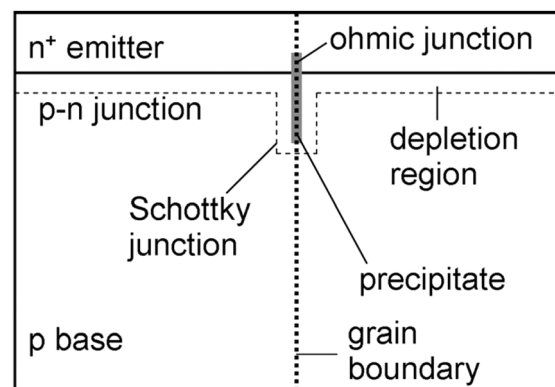 n⁺ emitter
ohmic junction
p-n junction
depletion
region
Schottky
junction
precipitate
p base
grain
boundary